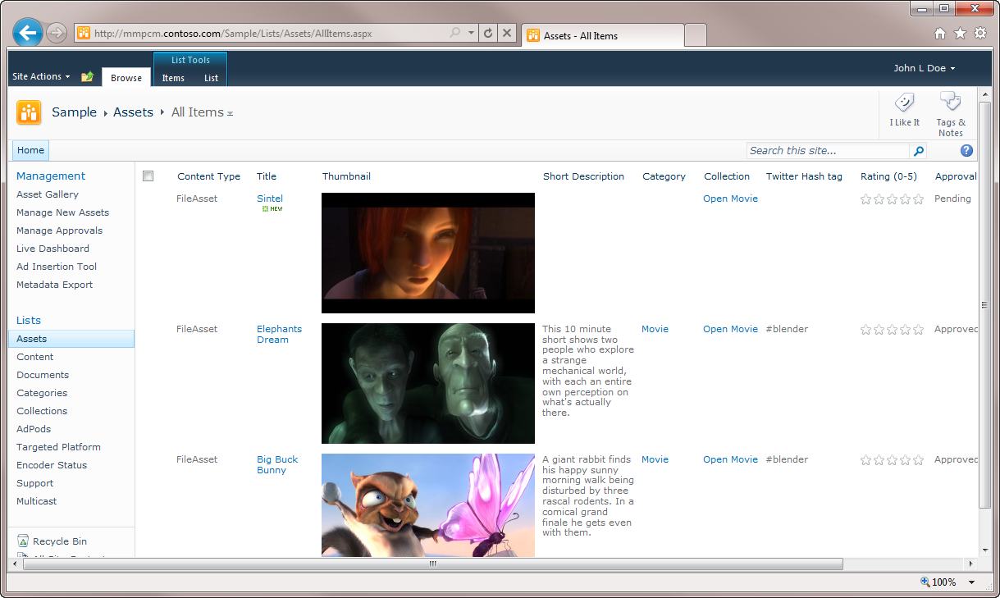 http://mmpcm.contoso.com/Sample/Lists/Assets/AllItems.aspx
Assets - All Items
List Tools
Site Actions
Browse
Items
List
John L Doe
Sample
Assets
All Items
I Like It
Tags &
Notes
Home
Search this site...
Management
Asset Gallery
Manage New Assets
Manage Approvals
Live Dashboard
Ad Insertion Tool
Metadata Export
Lists
Assets
Content
Documents
Categories
Collections
AdPods
Targeted Platform
Encoder Status
Support
Multicast
Recycle Bin
Content Type Title Thumbnail Short Description Category Collection Twitter Hash tag Rating (0-5) Approval
FileAsset Sintel Open Movie Pending
NEW
FileAsset Elephants Dream
This 10 minute
short shows two
people who explore
a strange
mechanical world,
with each an entire
own perception on
what's actually
there.
Movie Open Movie #blender Approved
FileAsset Big Buck Bunny
A giant rabbit finds
his happy sunny
morning walk being
disturbed by three
rascal rodents. In a
comical grand
finale he gets even
with them.
Movie Open Movie #blender Approved
100%